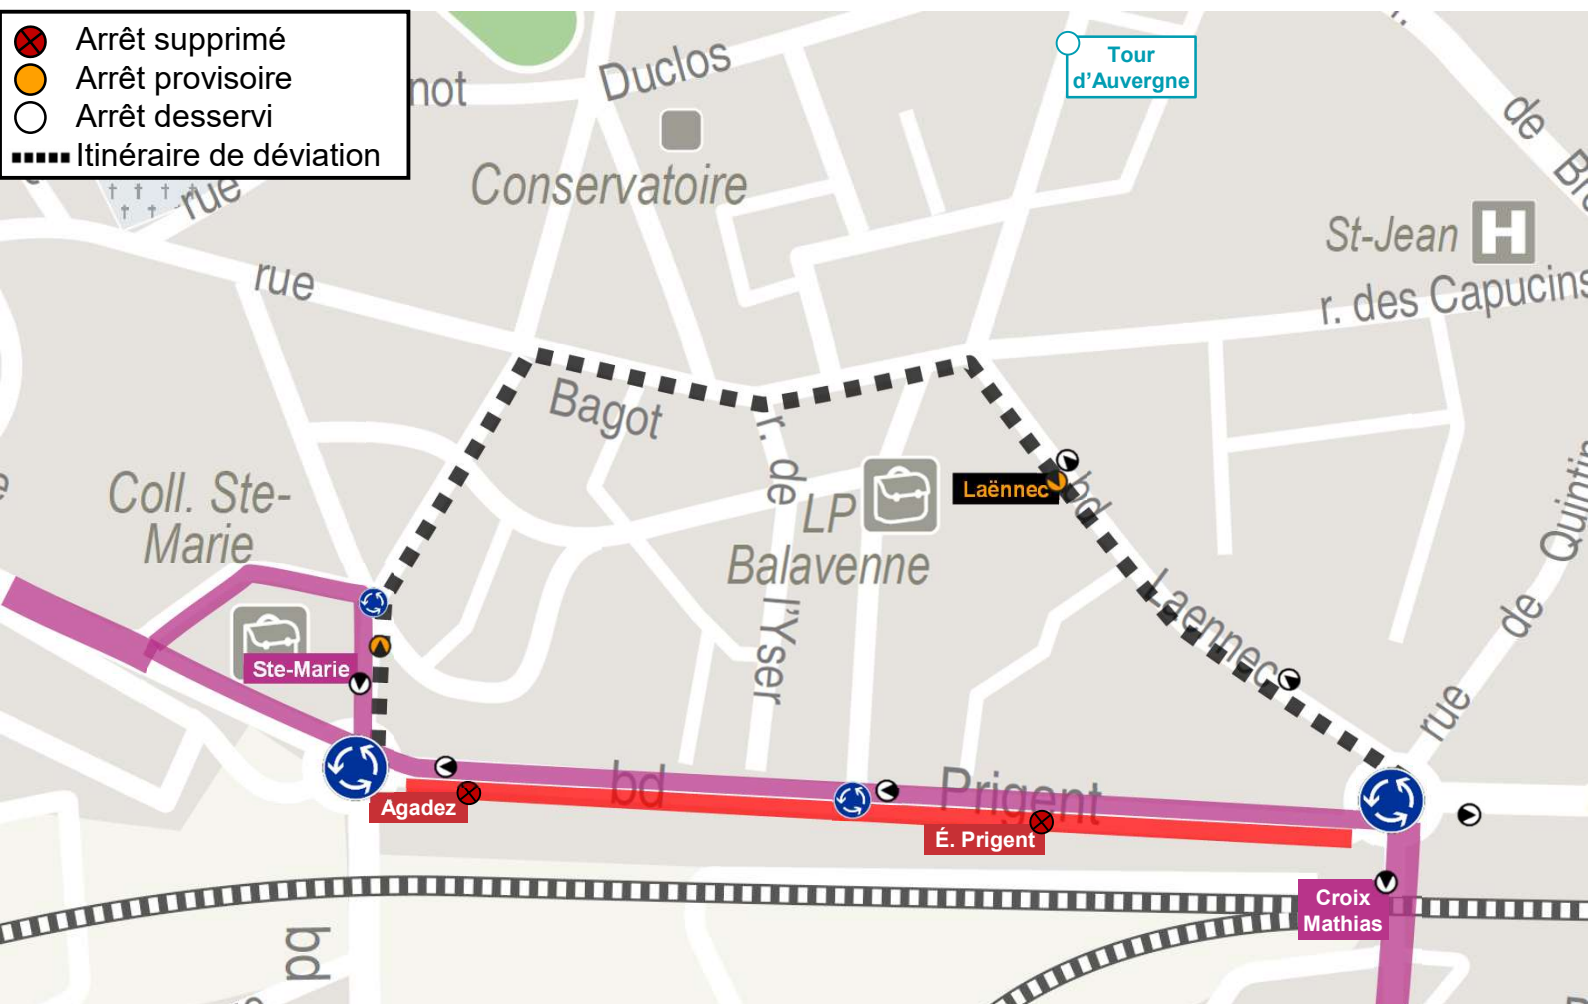 Arrêt supprimé
Arrêt provisoire
Arrêt desservi
Itinéraire de déviation
not
Duclos
Tour
d'Auvergne
de
Conservatoire
rue
St-Jean
H
rue
r. des Capucins
Bagot
r. de
l'Yser
Coll. Ste-
Marie
LP
Balavenne
Laënnec
bd
Laennec
Quintin
de
rue
Ste-Marie
bd
Prigent
Agadez
É. Prigent
Croix
Mathias
bd